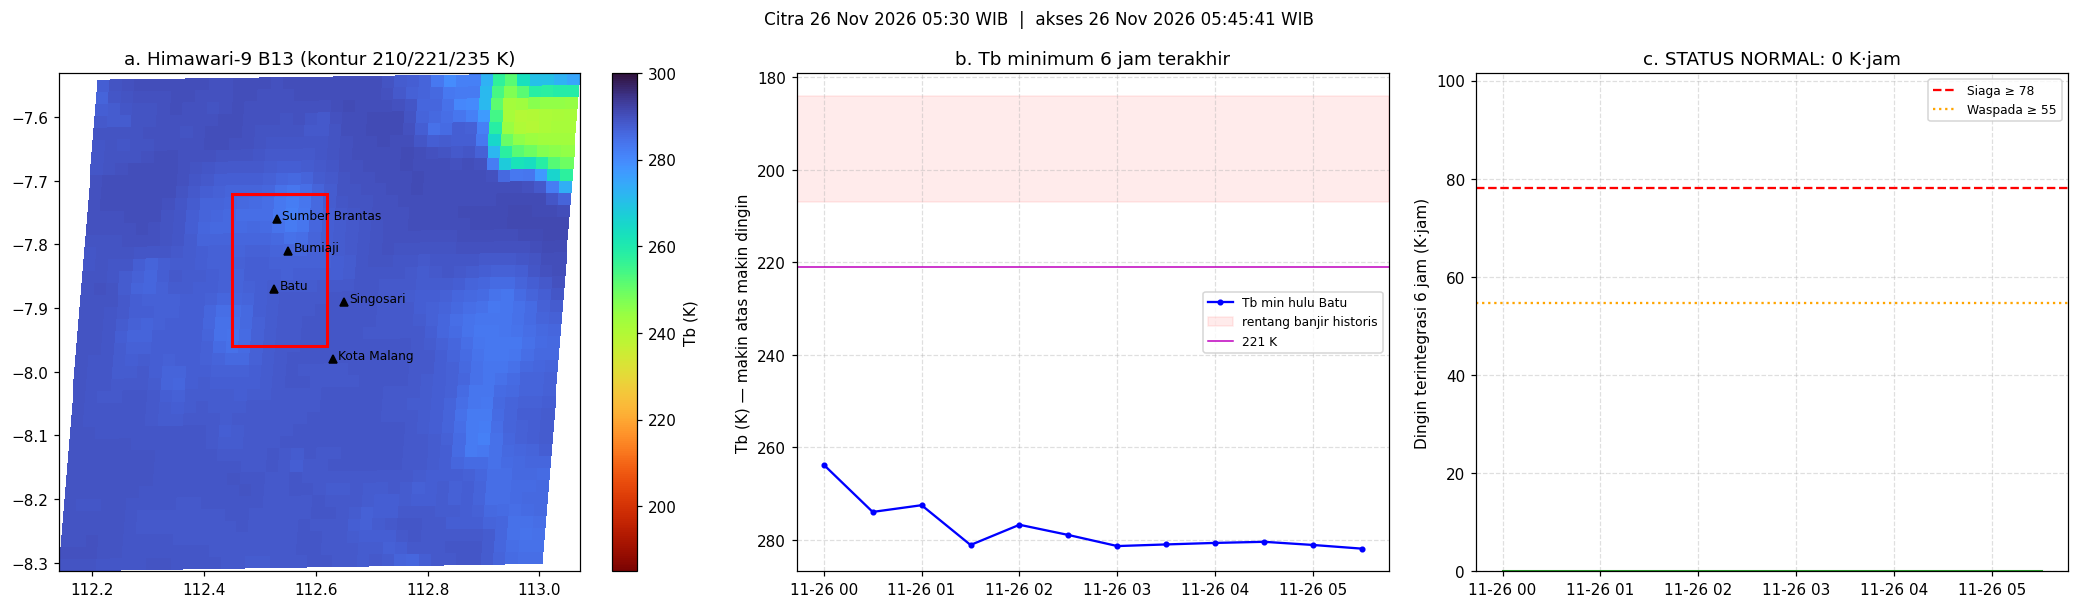 Citra 26 Nov 2026 05:30 WIB | akses 26 Nov 2026 05:45:41 WIB
a. Himawari-9 B13 (kontur 210/221/235 K)
−7.6
−7.7
−7.8
−7.9
−8.0
−8.1
−8.2
−8.3
112.2
112.4
112.6
112.8
113.0
Sumber Brantas
Bumiaji
Batu
Singosari
Kota Malang
300
280
260
240
220
200
Tb (K)
b. Tb minimum 6 jam terakhir
Tb (K) — makin atas makin dingin
180
200
220
240
260
280
11-26 00
11-26 01
11-26 02
11-26 03
11-26 04
11-26 05
Tb min hulu Batu
rentang banjir historis
221 K
c. STATUS NORMAL: 0 K·jam
Dingin terintegrasi 6 jam (K·jam)
100
80
60
40
20
0
11-26 00
11-26 01
11-26 02
11-26 03
11-26 04
11-26 05
Siaga ≥ 78
Waspada ≥ 55